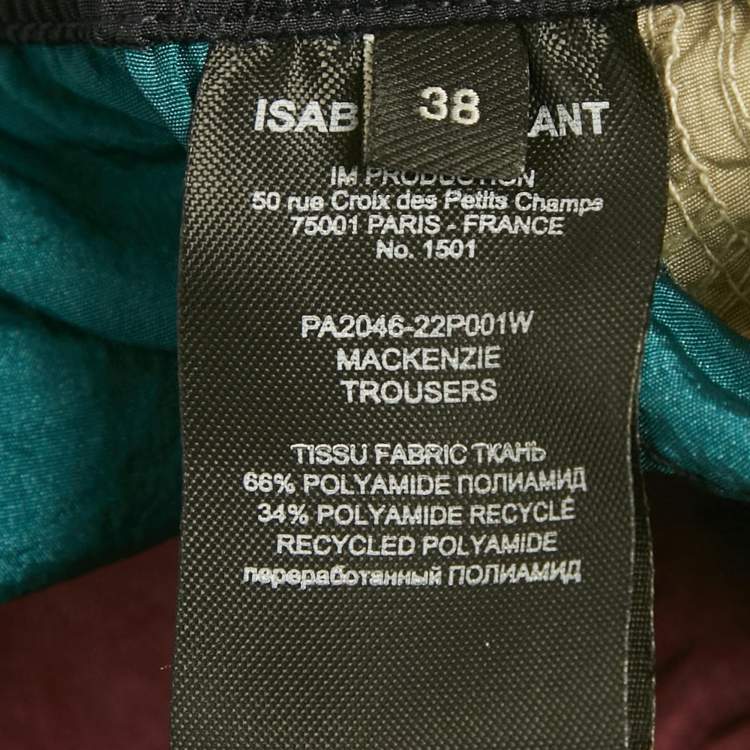 38
ISAB ANT
IM PRODUCTION
50 rue Croix des Petits Champs
75001 PARIS - FRANCE
No. 1501
PA2046-22P001W
MACKENZIE
TROUSERS
TISSU FABRIC ТКАНЬ
66% POLYAMIDE ПОЛИАМИД
34% POLYAMIDE RECYCLÉ
RECYCLED POLYAMIDE
переработанный ПОЛИАМИД